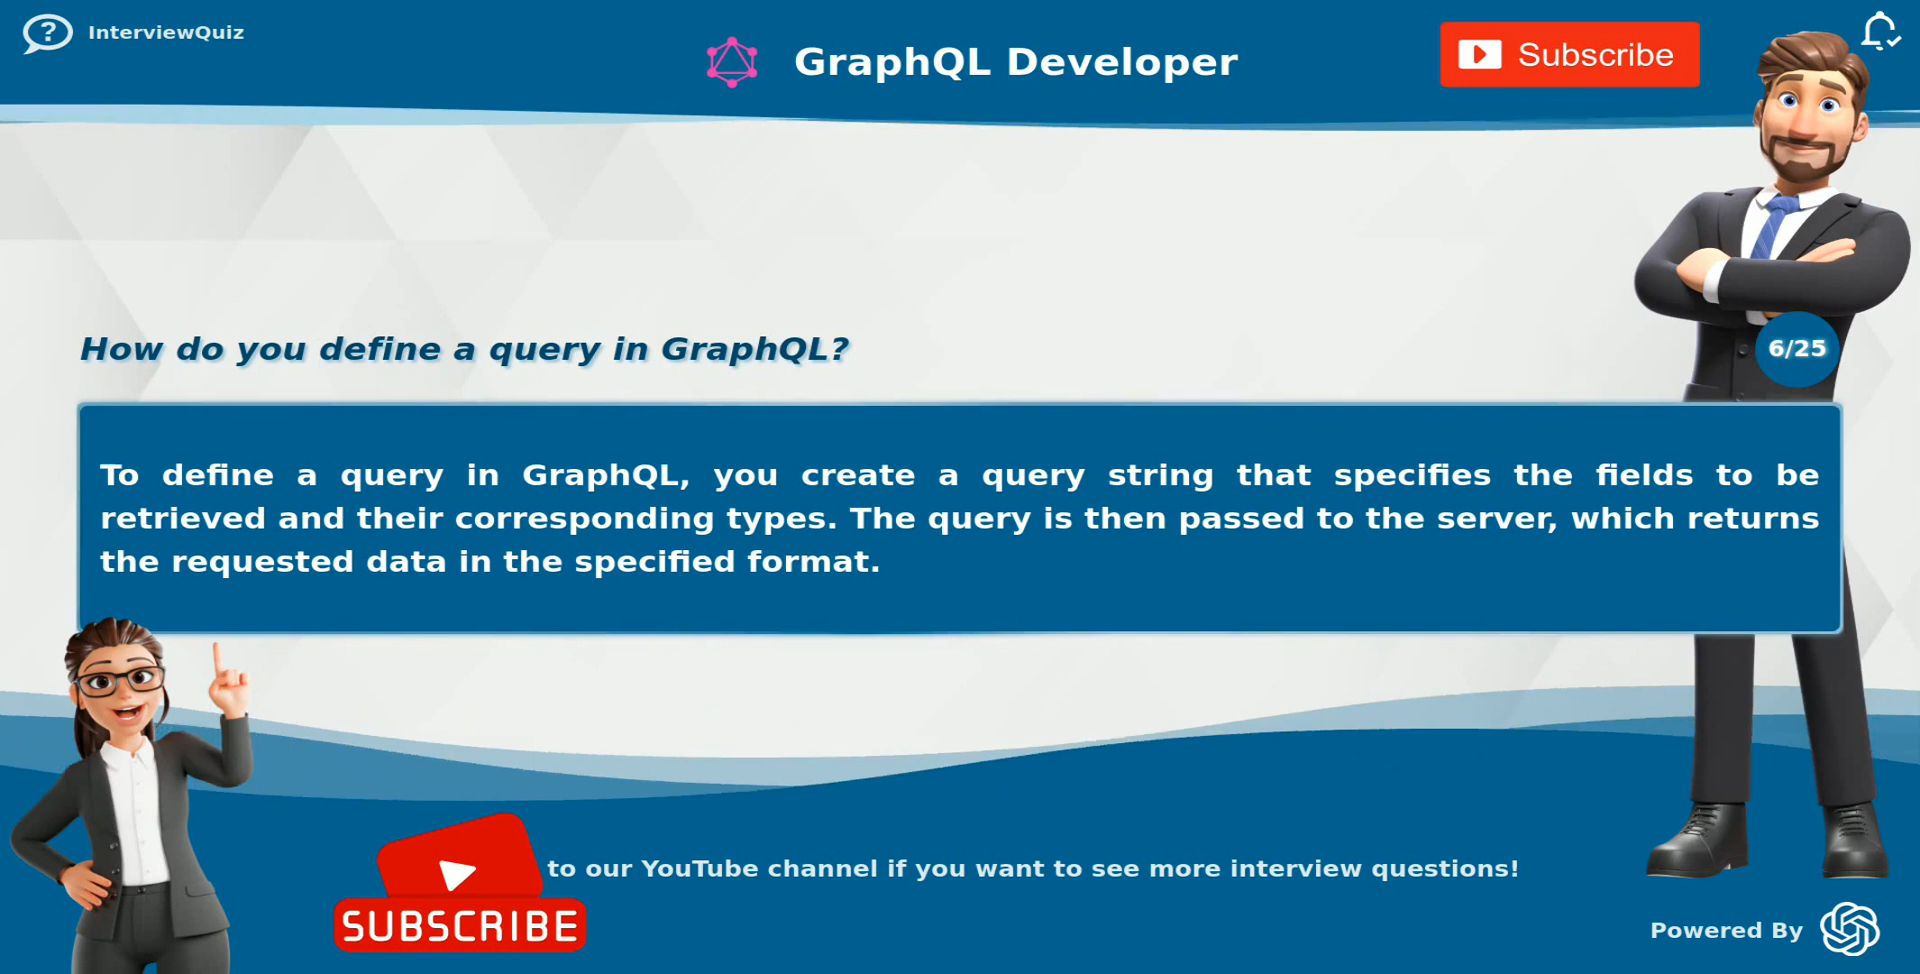 InterviewQuiz
GraphQL Developer
Subscribe
How do you define a query in GraphQL?
6/25
To define a query in GraphQL, you create a query string that specifies the fields to be
retrieved and their corresponding types. The query is then passed to the server, which returns
the requested data in the specified format.
to our YouTube channel if you want to see more interview questions!
SUBSCRIBE
Powered By